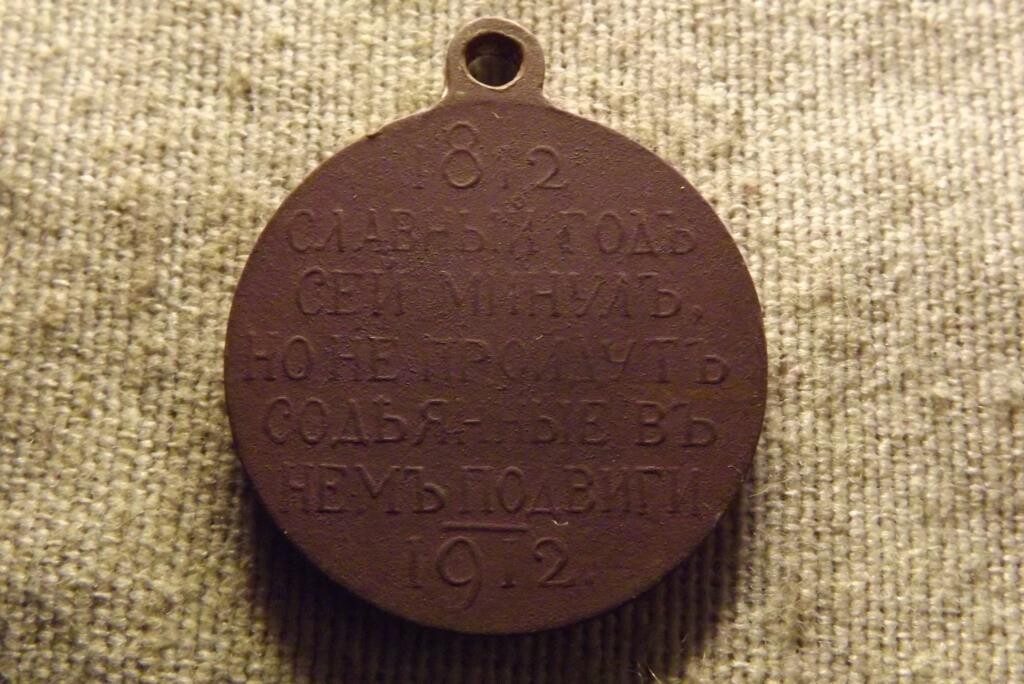 1812
СЛАВНЫЙ ГОДЪ
СЕЙ МИНУЛЪ,
НО НЕ ПРОЙДУТЪ
СОДѢЯННЫЕ ВЪ
НЕМЪ ПОДВИГИ.
1912.